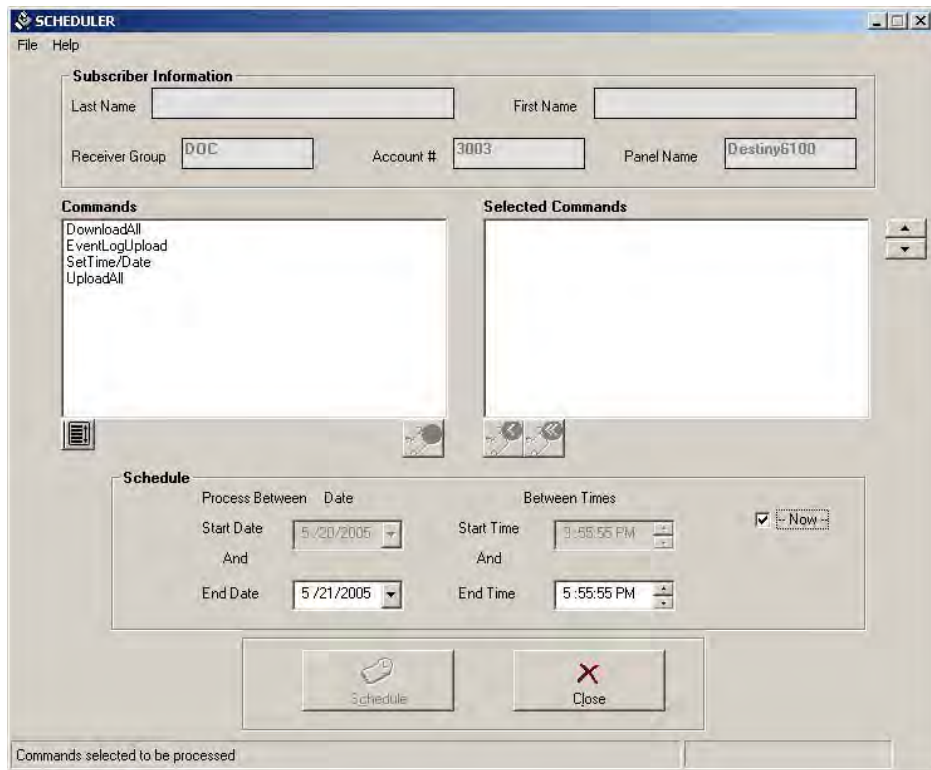 SCHEDULER
File Help
Subscriber Information
Last Name First Name
Receiver Group DOC Account # 3003 Panel Name Destiny6100
Commands Selected Commands
DownloadAll
EventLogUpload
SetTime/Date
UploadAll
Schedule
Process Between Date Between Times
Start Date 5 /20/2005 Start Time 3 :55:55 PM -- Now --
And And
End Date 5 /21/2005 End Time 5 :55:55 PM
Schedule Close
Commands selected to be processed